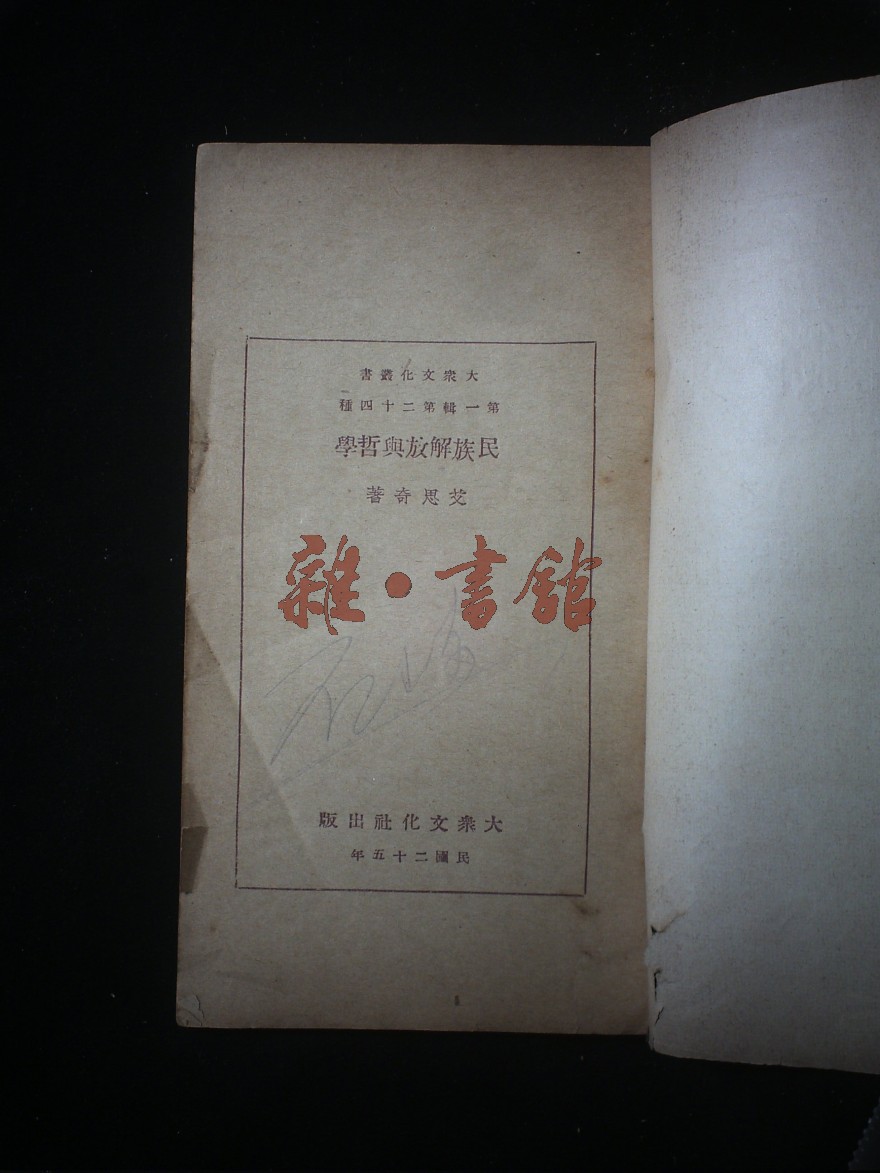 大衆文化叢書
第一輯第二十四種
民族解放與哲學
艾思奇著
雜·書館
大衆文化社出版
民國二十五年